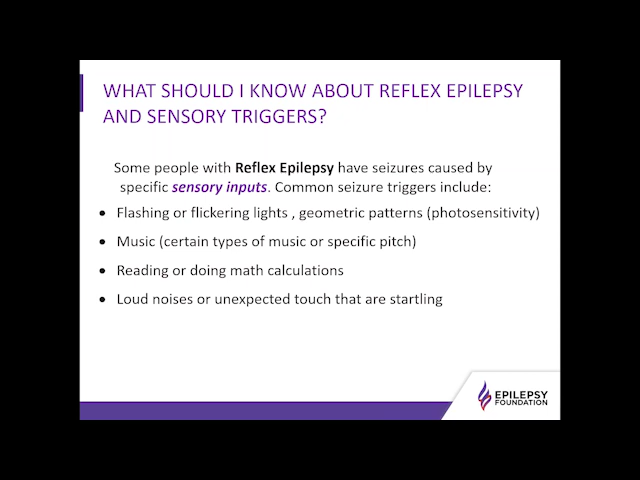 WHAT SHOULD I KNOW ABOUT REFLEX EPILEPSY
AND SENSORY TRIGGERS?
Some people with Reflex Epilepsy have seizures caused by
specific sensory inputs. Common seizure triggers include:
• Flashing or flickering lights , geometric patterns (photosensitivity)
• Music (certain types of music or specific pitch)
• Reading or doing math calculations
• Loud noises or unexpected touch that are startling
EPILEPSY
FOUNDATION